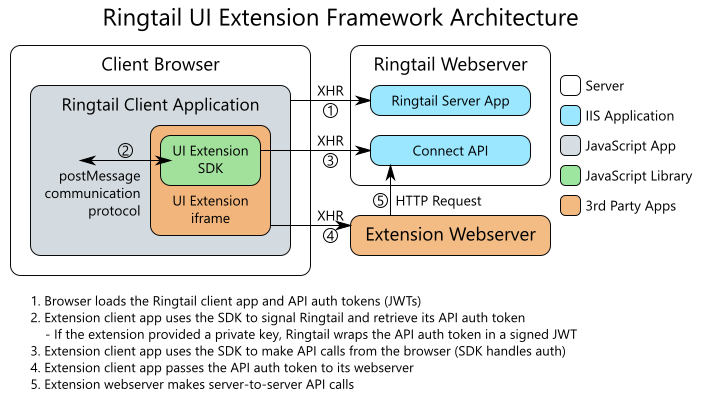 Ringtail UI Extension Framework Architecture
Client Browser
Ringtail Client Application
UI Extension
SDK
UI Extension
iframe
2
postMessage
communication
protocol
XHR
1
XHR
3
XHR
4
Ringtail Webserver
Ringtail Server App
Connect API
5 HTTP Request
Extension Webserver
Server
IIS Application
JavaScript App
JavaScript Library
3rd Party Apps
1. Browser loads the Ringtail client app and API auth tokens (JWTs)
2. Extension client app uses the SDK to signal Ringtail and retrieve its API auth token
- If the extension provided a private key, Ringtail wraps the API auth token in a signed JWT
3. Extension client app uses the SDK to make API calls from the browser (SDK handles auth)
4. Extension client app passes the API auth token to its webserver
5. Extension webserver makes server-to-server API calls